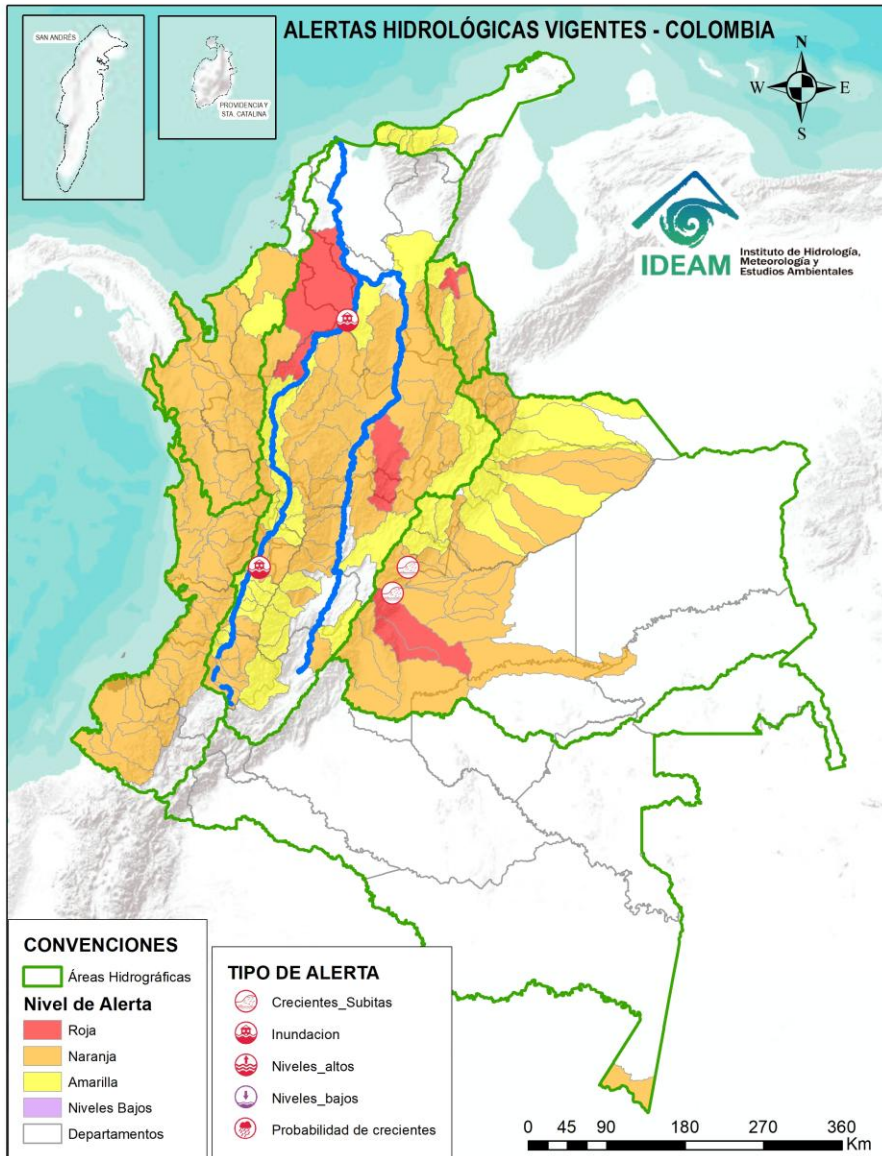 ALERTAS HIDROLÓGICAS VIGENTES - COLOMBIA
SAN ANDRÉS
PROVIDENCIA Y
STA. CATALINA
N
W
E
S
IDEAM
Instituto de Hidrología,
Meteorología y
Estudios Ambientales
CONVENCIONES
Áreas Hidrográficas
Nivel de Alerta
Roja
Naranja
Amarilla
Niveles Bajos
Departamentos
TIPO DE ALERTA
Crecientes_Subitas
Inundacion
Niveles_altos
Niveles_bajos
Probabilidad de crecientes
0 45 90 180 270 360
Km